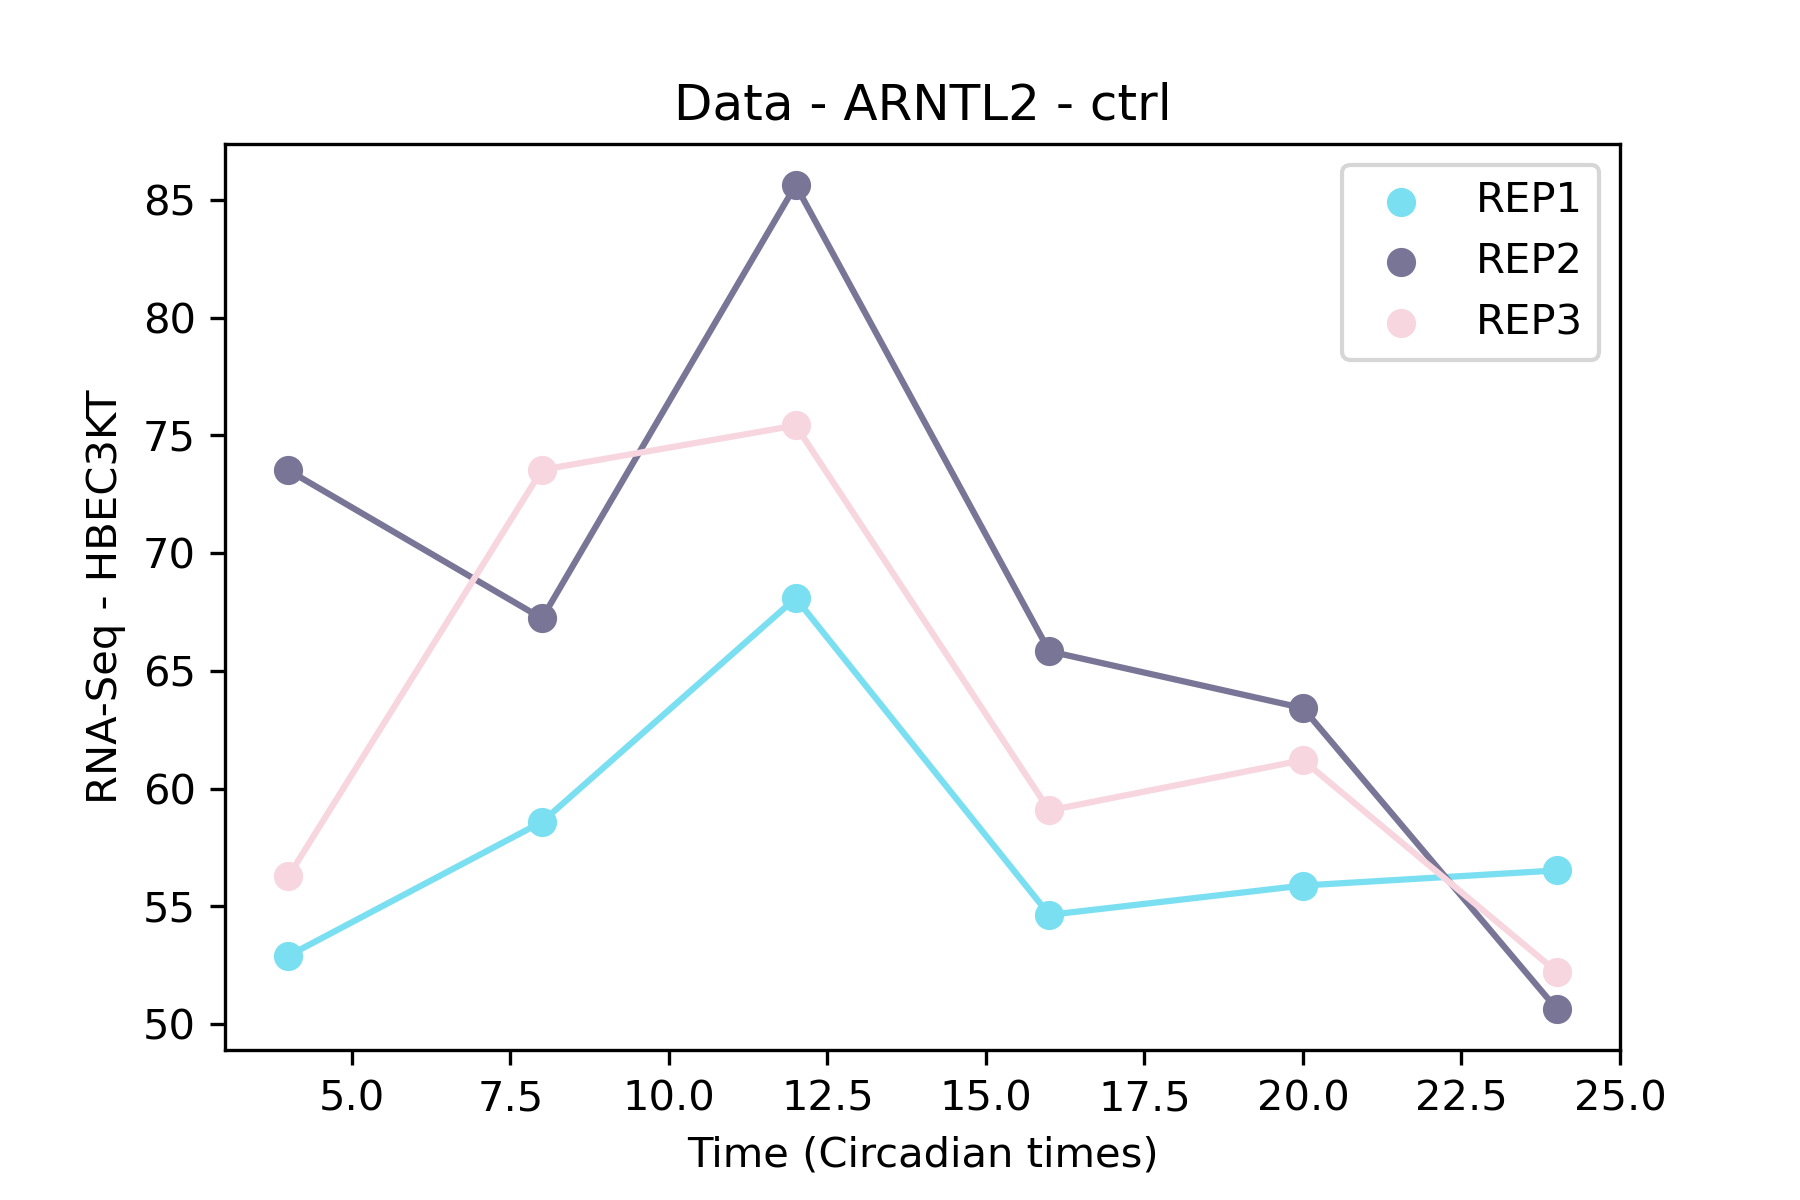 Data - ARNTL2 - ctrl
REP1
REP2
REP3
RNA-Seq - HBEC3KT
85
80
75
70
65
60
55
50
5.0 7.5 10.0 12.5 15.0 17.5 20.0 22.5 25.0
Time (Circadian times)